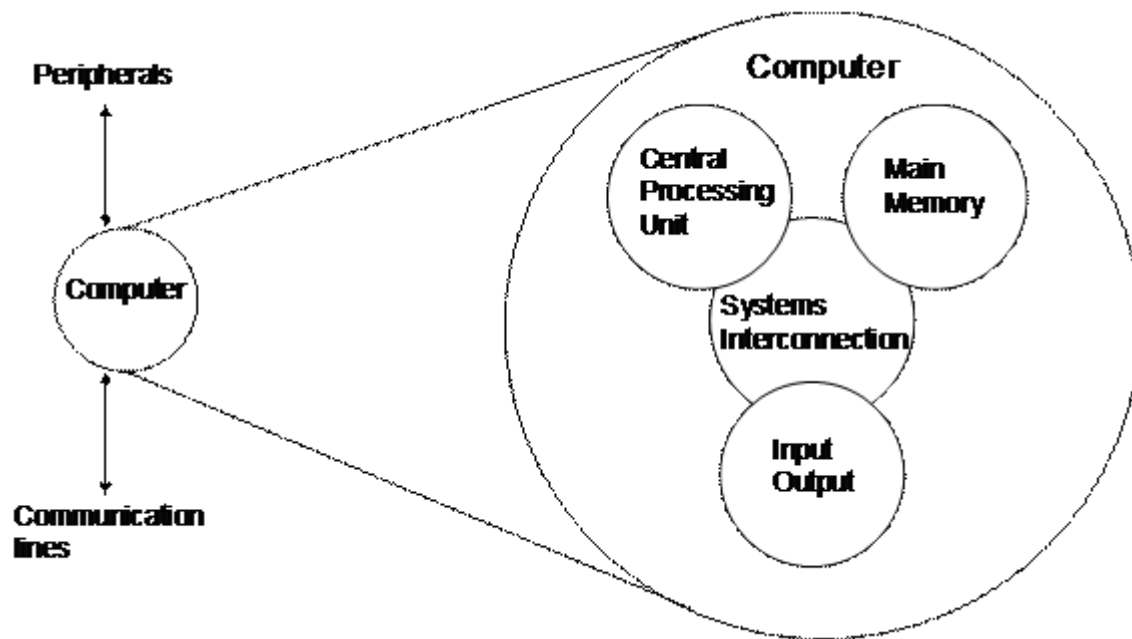 Peripherals
Computer
Communication
lines
Computer
Central
Processing
Unit
Main
Memory
Systems
Interconnection
Input
Output